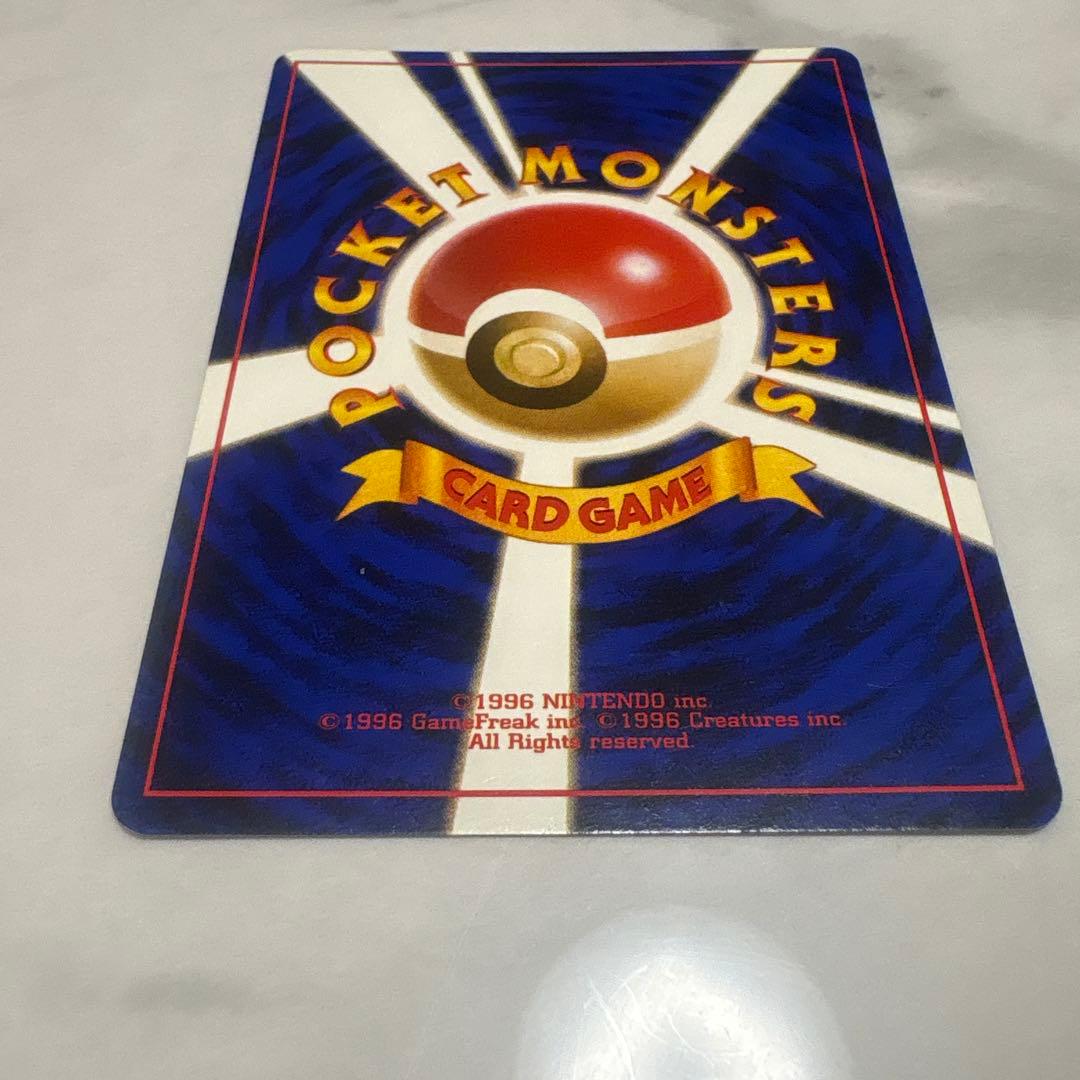 POCKET MONSTERS
CARD GAME
©1996 NINTENDO inc.
©1996 GameFreak inc. ©1996 Creatures inc.
All Rights reserved.